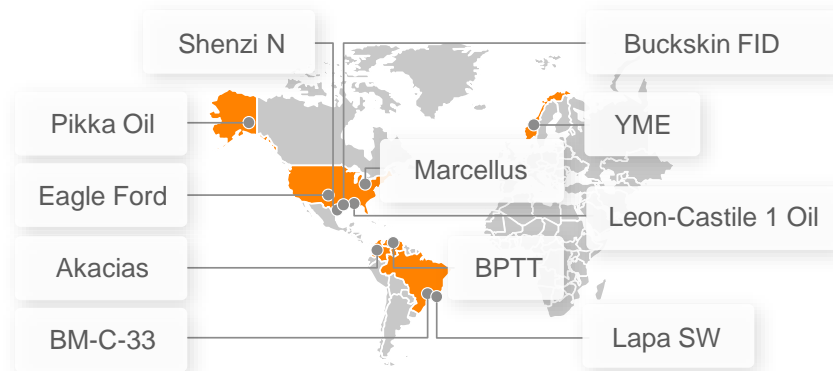 Shenzi N
Buckskin FID
Pikka Oil
YME
Marcellus
Eagle Ford
Leon-Castile 1 Oil
Akacias
BPTT
BM-C-33
Lapa SW